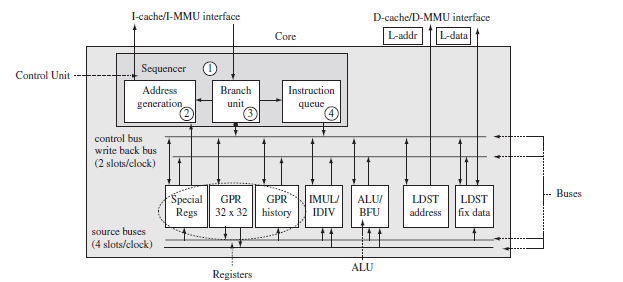 I-cache/I-MMU interface
D-cache/D-MMU interface
Core
L-addr
L-data
Control Unit
Sequencer
1
Address
generation
2
Branch
unit
3
Instruction
queue
4
control bus
write back bus
(2 slots/clock)
Special
Regs
GPR
32 x 32
GPR
history
IMUL/
IDIV
ALU/
BFU
LDST
address
LDST
fix data
Buses
source buses
(4 slots/clock)
Registers
ALU